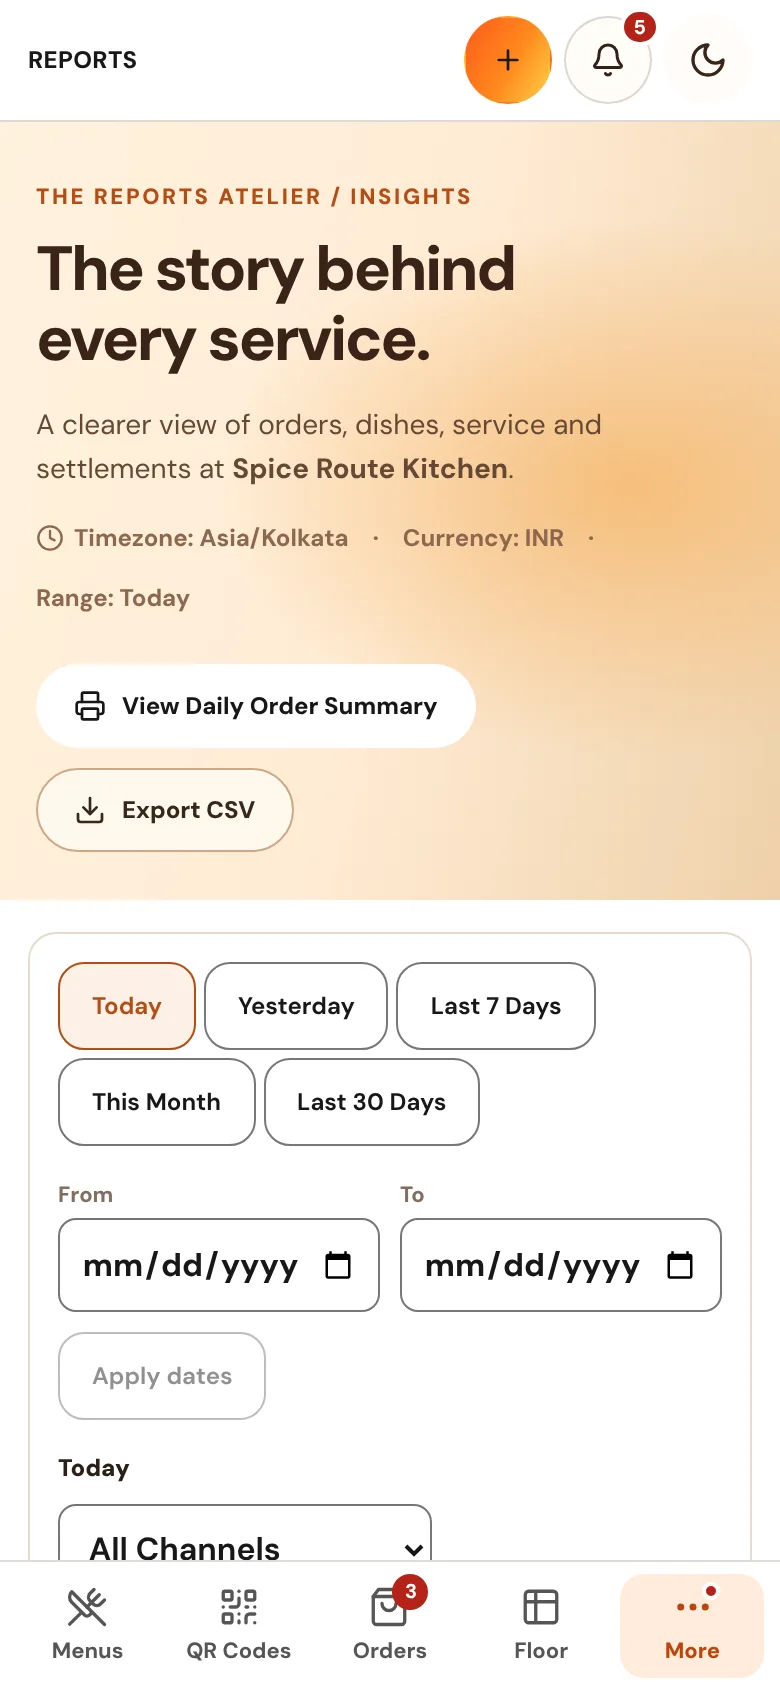 REPORTS
5
THE REPORTS ATELIER / INSIGHTS
The story behind
every service.
A clearer view of orders, dishes, service and
settlements at Spice Route Kitchen.
Timezone: Asia/Kolkata · Currency: INR ·
Range: Today
View Daily Order Summary
Export CSV
Today Yesterday Last 7 Days
This Month Last 30 Days
From To
mm/dd/yyyy mm/dd/yyyy
Apply dates
Today
All Channels
3
Menus QR Codes Orders Floor More